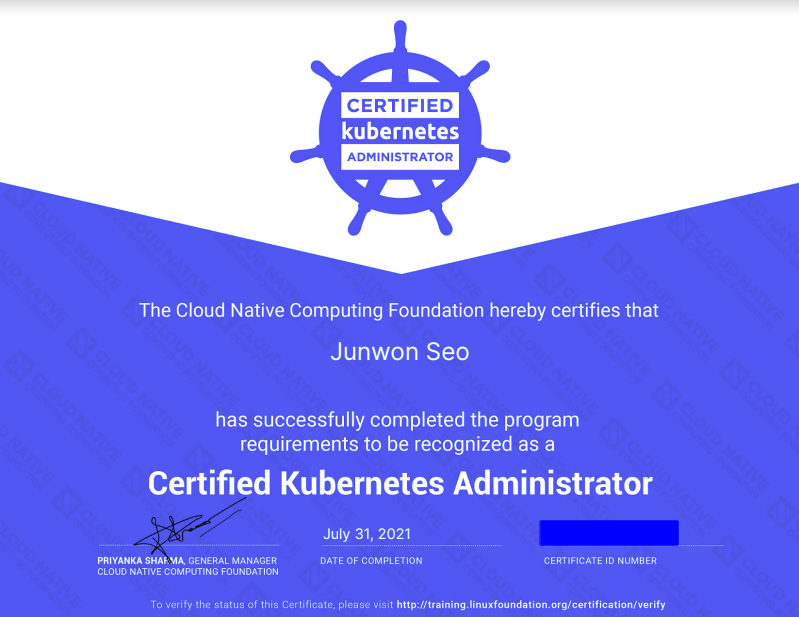 CERTIFIED
kubernetes
ADMINISTRATOR
The Cloud Native Computing Foundation hereby certifies that
Junwon Seo
has successfully completed the program
requirements to be recognized as a
Certified Kubernetes Administrator
July 31, 2021
PRIYANKA SHARMA, GENERAL MANAGER
CLOUD NATIVE COMPUTING FOUNDATION
DATE OF COMPLETION
CERTIFICATE ID NUMBER
To verify the status of this Certificate, please visit http://training.linuxfoundation.org/certification/verify